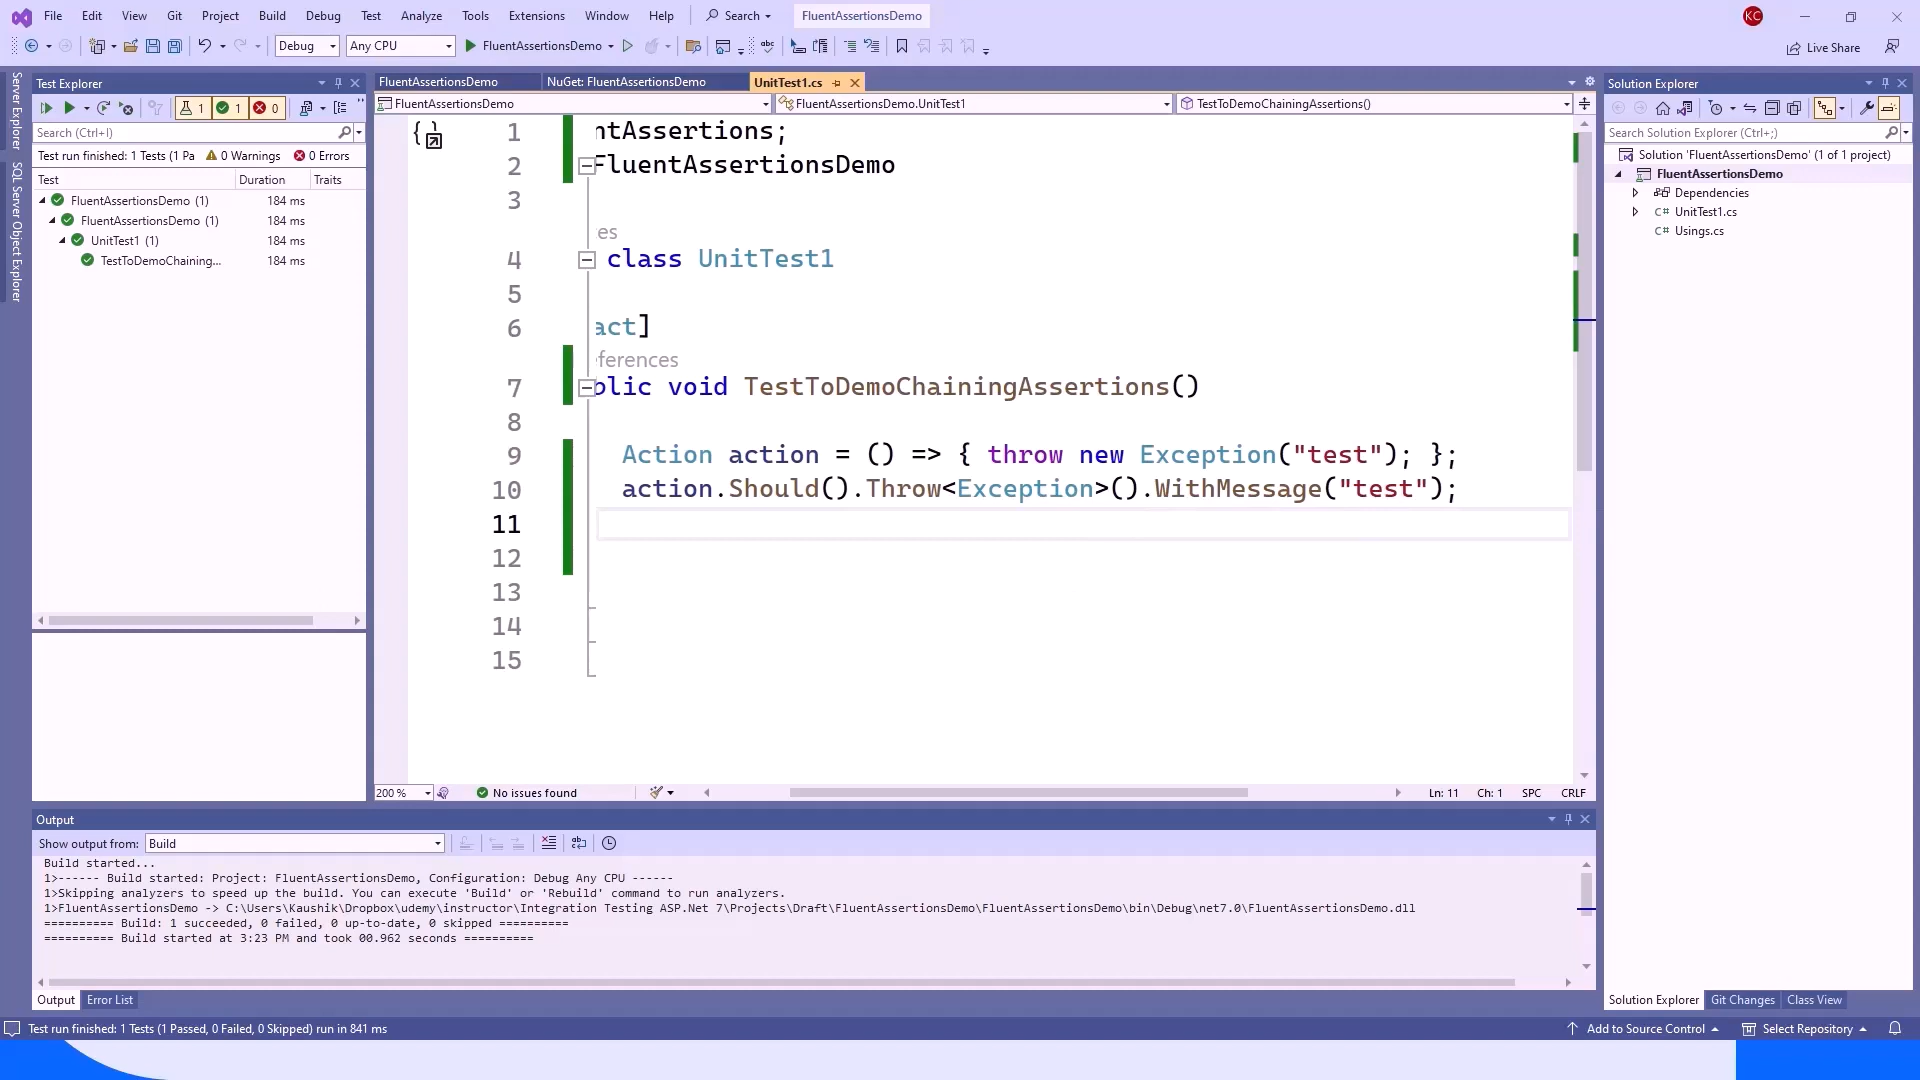 File Edit View Git Project Build Debug Test Analyze Tools Extensions Window Help Search FluentAssertionsDemo KC
Debug Any CPU FluentAssertionsDemo Live Share
Server Explorer
SQL Server Object Explorer
Test Explorer
1 1 0
Search (Ctrl+I)
Test run finished: 1 Tests (1 Pa 0 Warnings 0 Errors
Test Duration Traits
FluentAssertionsDemo (1) 184 ms
FluentAssertionsDemo (1) 184 ms
UnitTest1 (1) 184 ms
TestToDemoChaining... 184 ms
FluentAssertionsDemo NuGet: FluentAssertionsDemo UnitTest1.cs
FluentAssertionsDemo FluentAssertionsDemo.UnitTest1 TestToDemoChainingAssertions()
1 ntAssertions;
2 FluentAssertionsDemo
3
es
4 class UnitTest1
5
6 act]
ferences
7 blic void TestToDemoChainingAssertions()
8
9 Action action = () => { throw new Exception("test"); };
10 action.Should().Throw<Exception>().WithMessage("test");
11
12
13
14
15
200 % No issues found Ln: 11 Ch: 1 SPC CRLF
Solution Explorer
Search Solution Explorer (Ctrl+;)
Solution 'FluentAssertionsDemo' (1 of 1 project)
FluentAssertionsDemo
Dependencies
C# UnitTest1.cs
C# Usings.cs
Output
Show output from: Build
Build started...
1>------ Build started: Project: FluentAssertionsDemo, Configuration: Debug Any CPU ------
1>Skipping analyzers to speed up the build. You can execute 'Build' or 'Rebuild' command to run analyzers.
1>FluentAssertionsDemo -> C:\Users\Kaushik\Dropbox\udemy\instructor\Integration Testing ASP.Net 7\Projects\Draft\FluentAssertionsDemo\FluentAssertionsDemo\bin\Debug\net7.0\FluentAssertionsDemo.dll
========== Build: 1 succeeded, 0 failed, 0 up-to-date, 0 skipped ==========
========== Build started at 3:23 PM and took 00.962 seconds ==========
Output Error List
Solution Explorer Git Changes Class View
Test run finished: 1 Tests (1 Passed, 0 Failed, 0 Skipped) run in 841 ms Add to Source Control Select Repository